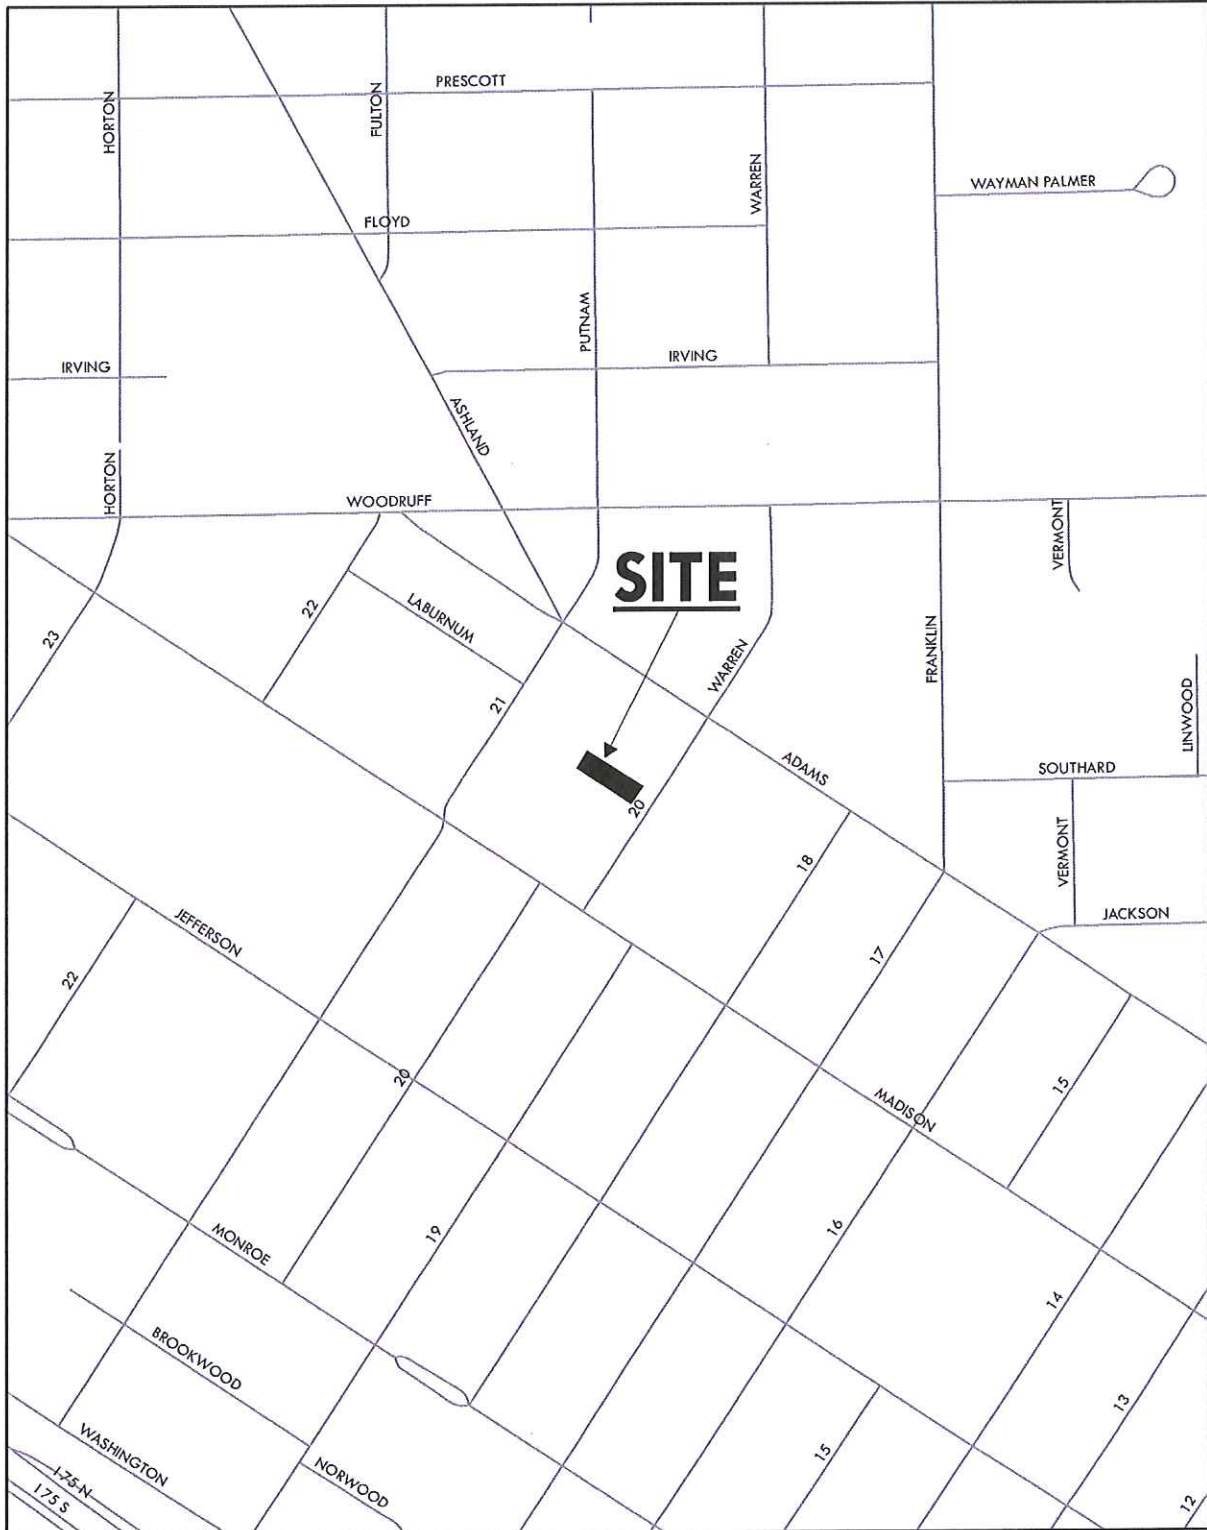 PRESCOTT
HORTON
FULTON
WARREN
WAYMAN PALMER
FLOYD
PUTNAM
IRVING
IRVING
ASHLAND
HORTON
WOODRUFF
VERMONT
SITE
22
LABURNUM
23
WARREN
FRANKLIN
21
LINWOOD
ADAMS
SOUTHARD
20
18
VERMONT
JEFFERSON
JACKSON
17
22
20
15
MADISON
19
16
MONROE
14
BROOKWOOD
13
WASHINGTON
15
I-75 N
I75 S
NORWOOD
12